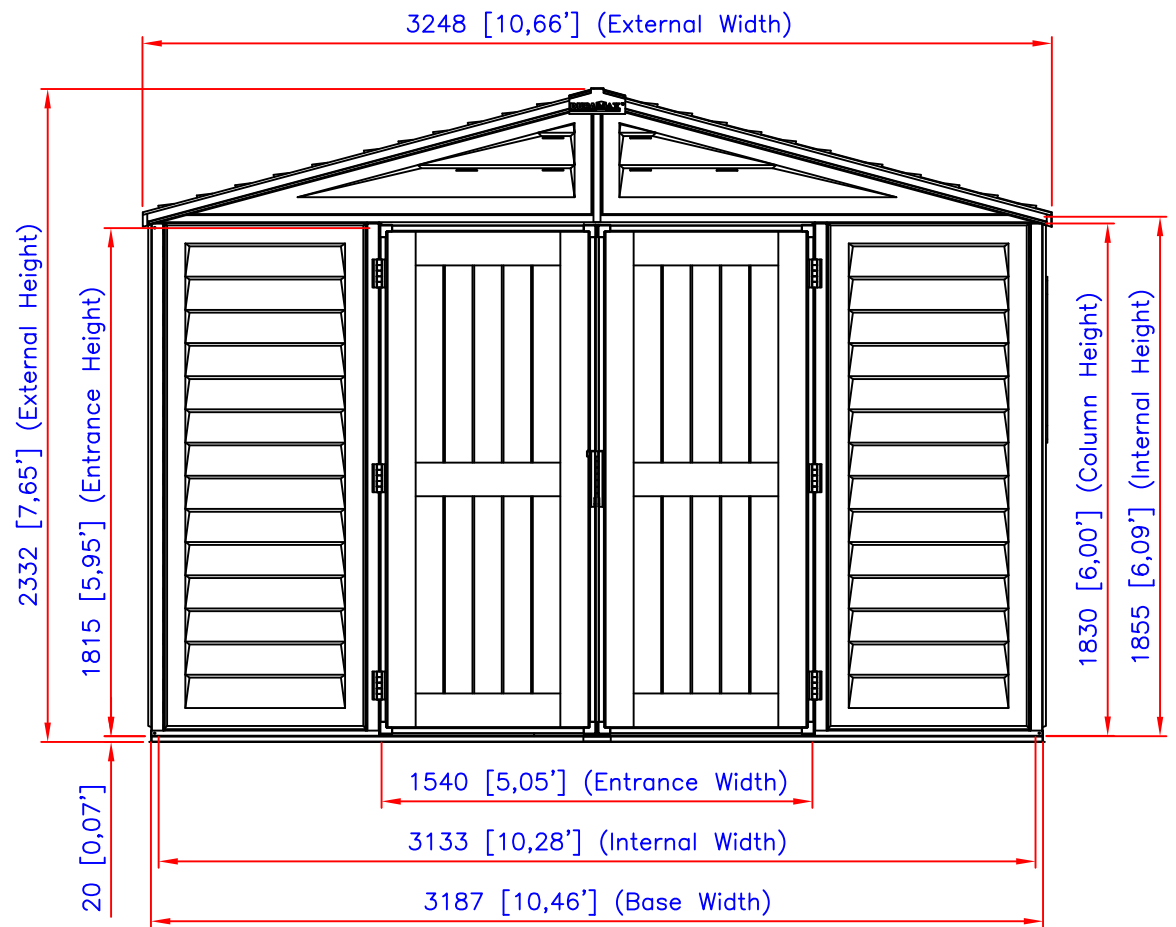 3248 [10,66'] (External Width)
DURAMAX
2332 [7,65'] (External Height)
1815 [5,95'] (Entrance Height)
1830 [6,00'] (Column Height)
1855 [6,09'] (Internal Height)
1540 [5,05'] (Entrance Width)
20 [0,07']
3133 [10,28'] (Internal Width)
3187 [10,46'] (Base Width)